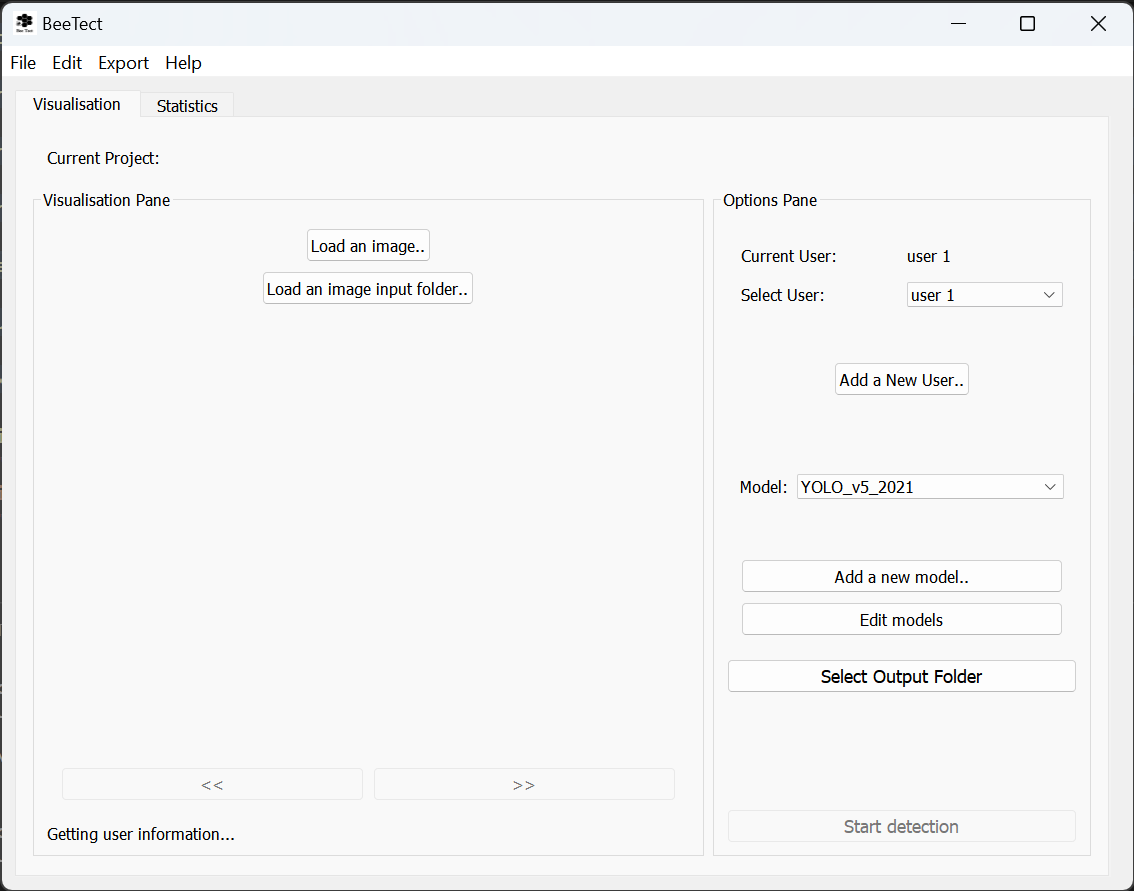 BeeTect
File Edit Export Help
Visualisation Statistics
Current Project:
Visualisation Pane
Load an image..
Load an image input folder..
<< >>
Getting user information...
Options Pane
Current User: user 1
Select User: user 1
Add a New User..
Model: YOLO_v5_2021
Add a new model..
Edit models
Select Output Folder
Start detection